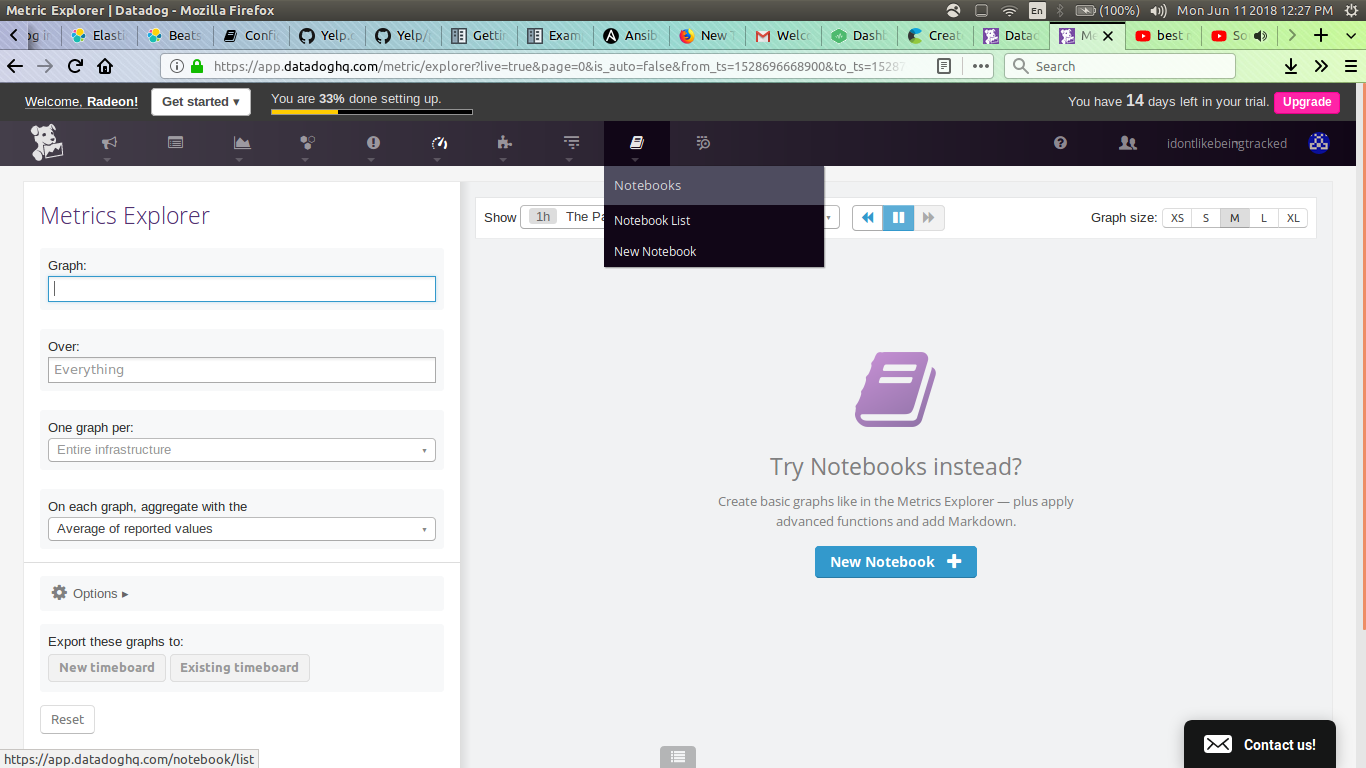 Metric Explorer | Datadog - Mozilla Firefox
En (100%) Mon Jun 11 2018 12:27 PM
Elasti Beats Confi Yelp.c Yelp/ Gettin Exam Ansib New T Welco Dashb Create Datad Me best m So
https://app.datadoghq.com/metric/explorer?live=true&page=0&is_auto=false&from_ts=1528696668900&to_ts=15287
Search
Welcome, Radeon!
Get started ▾
You are 33% done setting up.
You have 14 days left in your trial.
Upgrade
idontlikebeingtracked
Notebooks
Notebook List
New Notebook
Metrics Explorer
Graph:
Over:
Everything
One graph per:
Entire infrastructure
On each graph, aggregate with the
Average of reported values
Options ▸
Export these graphs to:
New timeboard Existing timeboard
Reset
Show 1h The Pa
Graph size: XS S M L XL
Try Notebooks instead?
Create basic graphs like in the Metrics Explorer — plus apply
advanced functions and add Markdown.
New Notebook
Contact us!
https://app.datadoghq.com/notebook/list